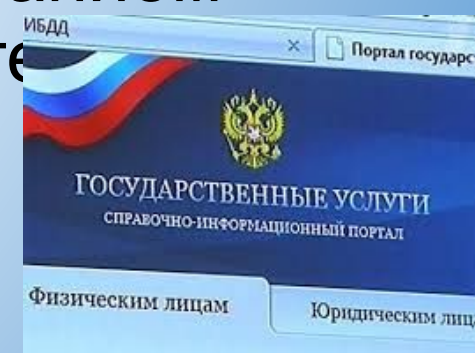 ИБДД
Портал государс
ГОСУДАРСТВЕННЫЕ УСЛУГИ
СПРАВОЧНО-ИНФОРМАЦИОННЫЙ ПОРТАЛ
Физическим лицам
Юридическим лиц